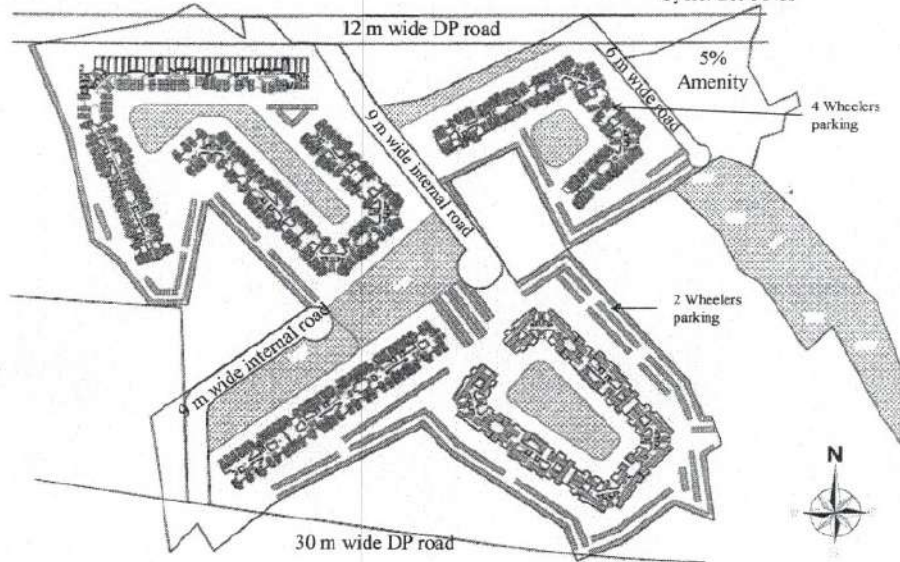 12 m wide DP road
6 m wide road
5%
Amenity
4 Wheelers
parking
9 m wide internal road
2 Wheelers
parking
9 m wide internal road
N
30 m wide DP road